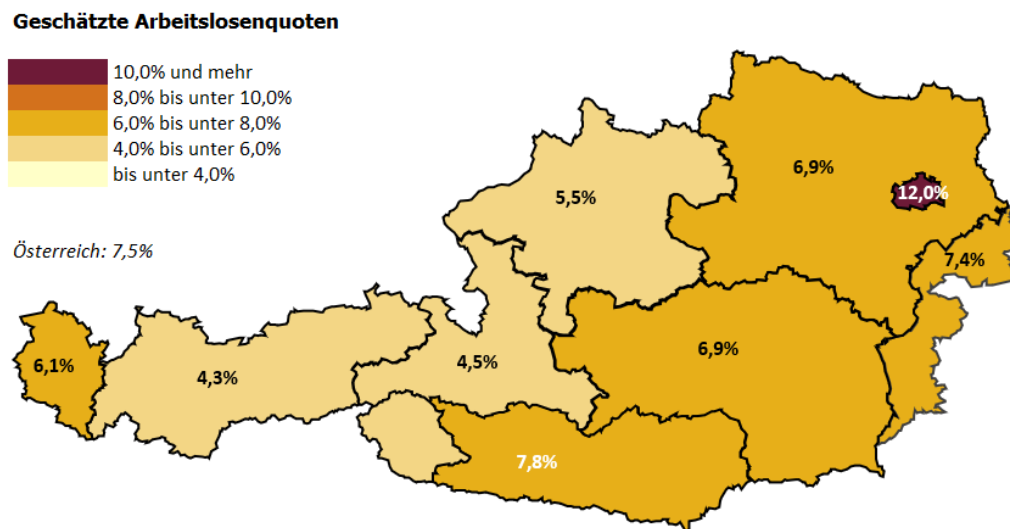 Geschätzte Arbeitslosenquoten
10,0% und mehr
8,0% bis unter 10,0%
6,0% bis unter 8,0%
4,0% bis unter 6,0%
bis unter 4,0%
Österreich: 7,5%
6,9%
12,0%
5,5%
7,4%
6,9%
6,1%
4,3%
4,5%
7,8%